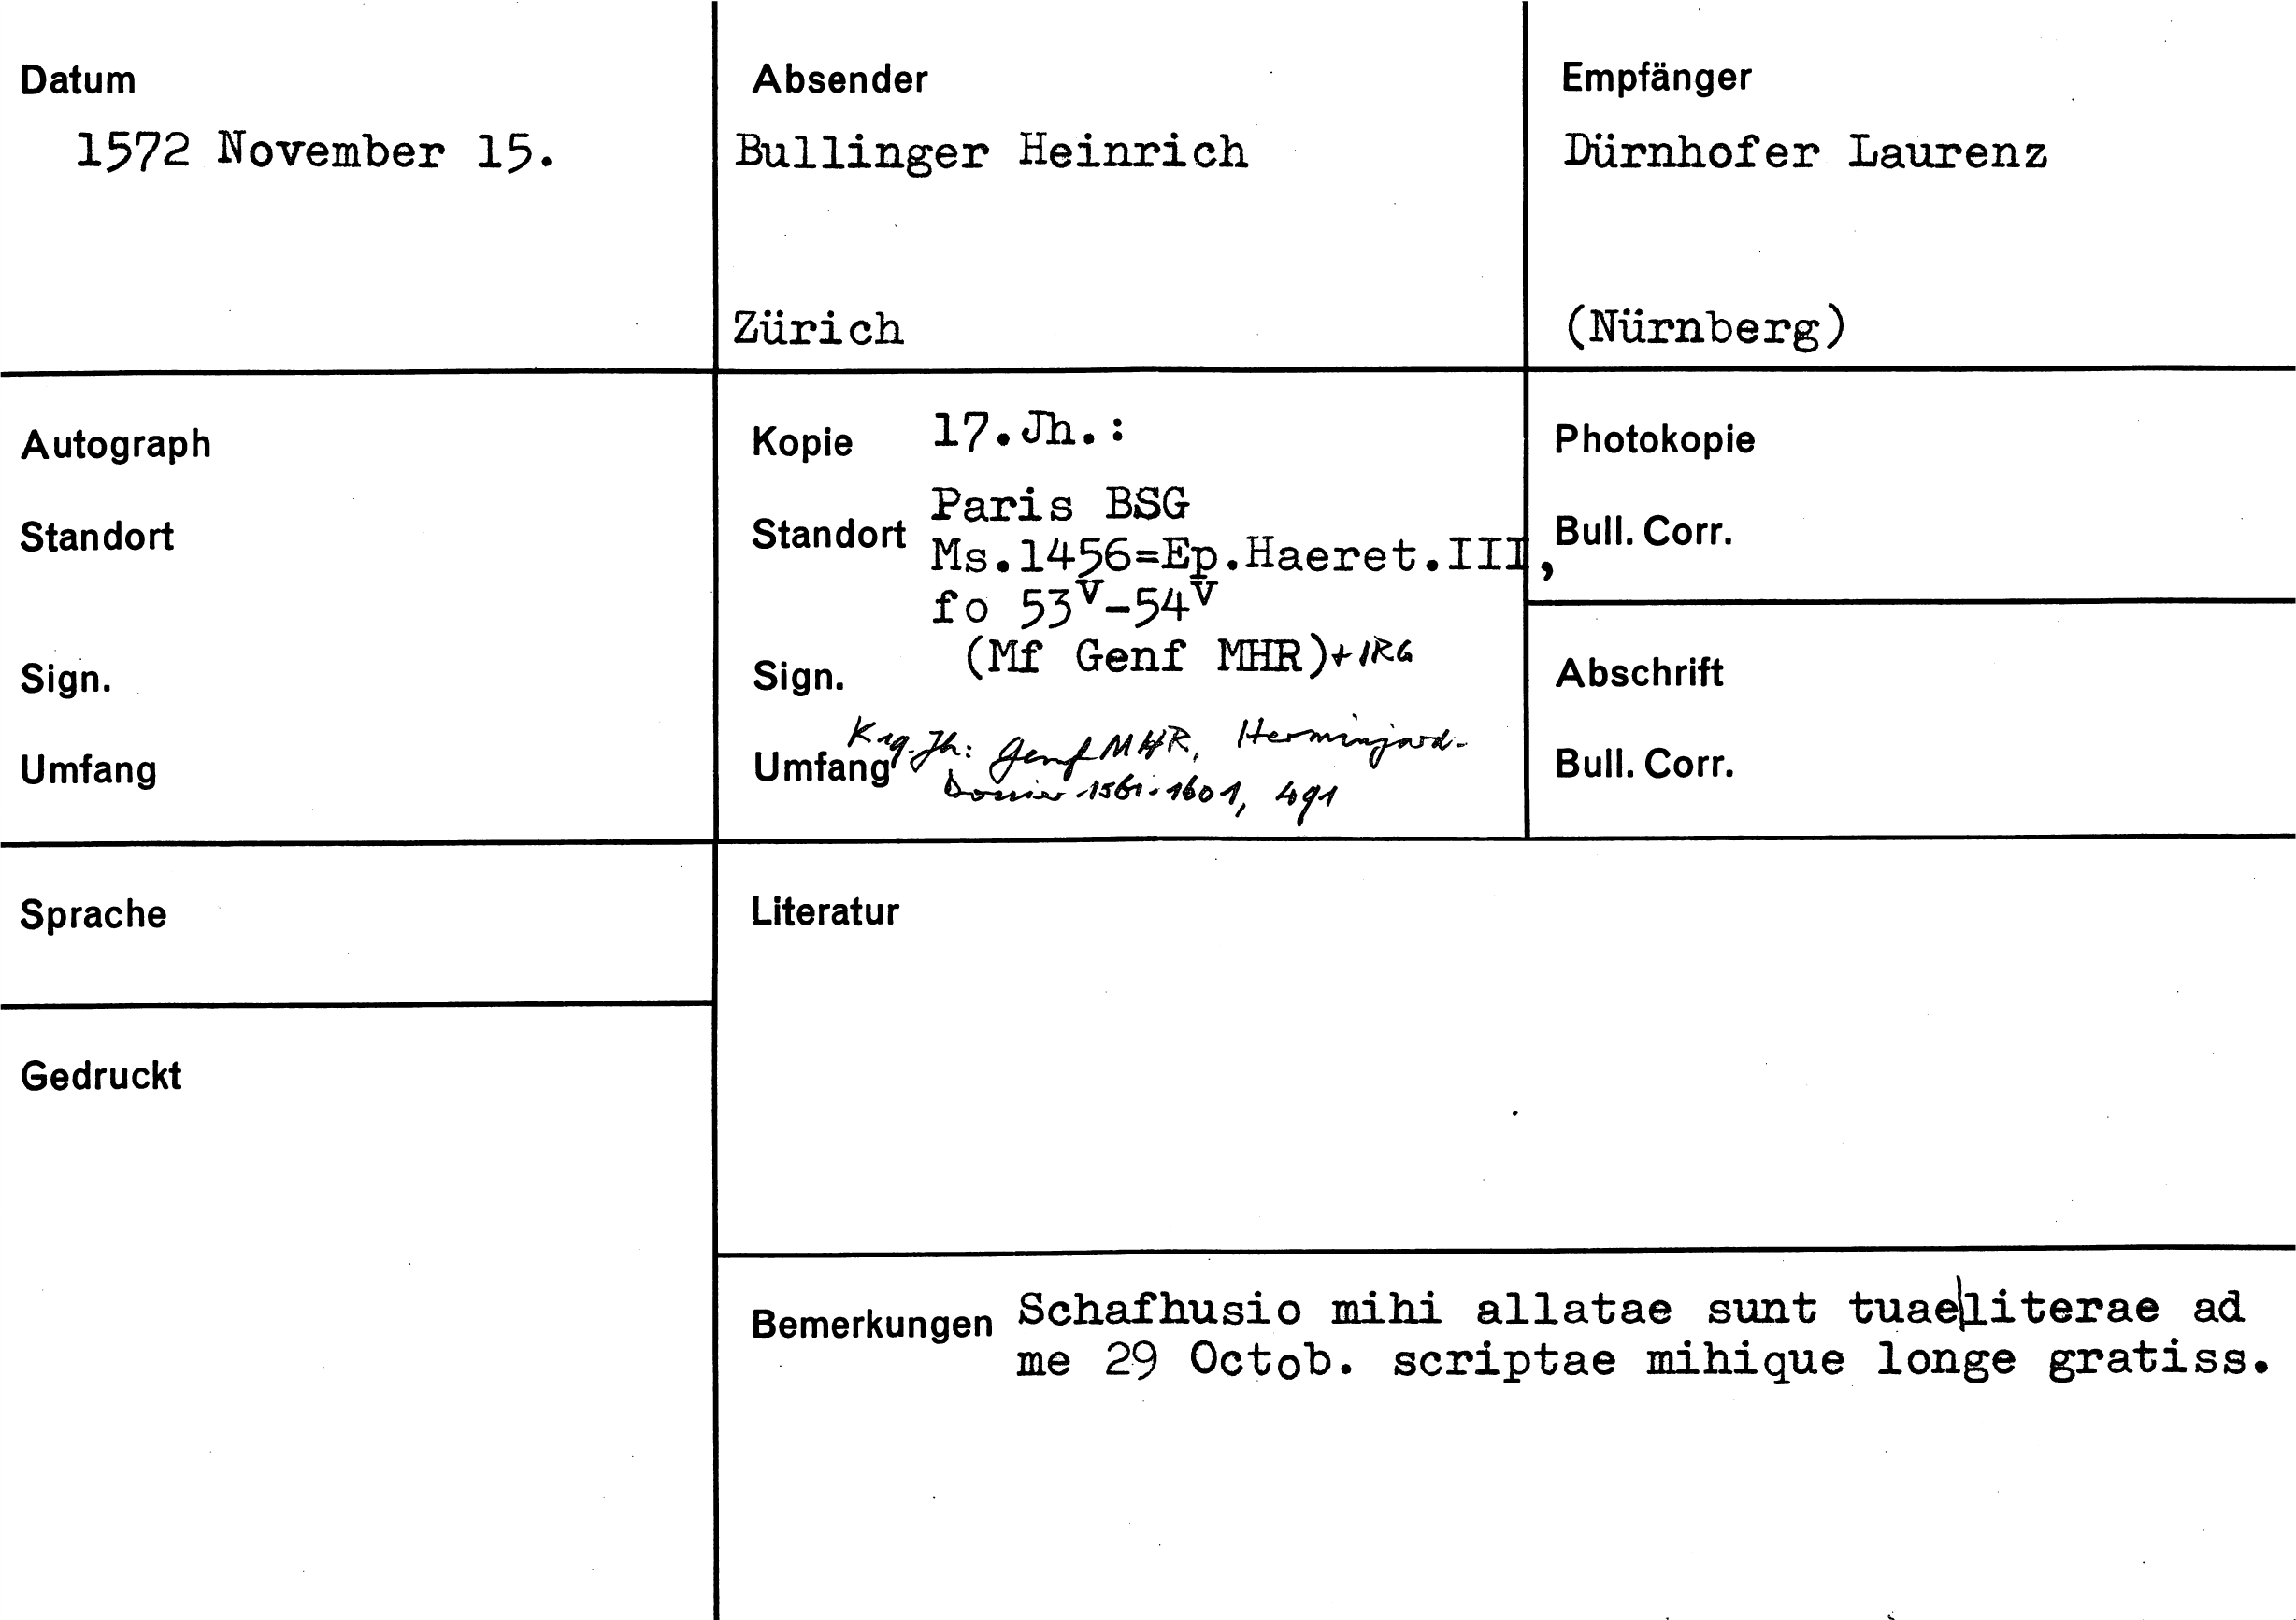 Datum
1572 November 15.
Absender
Bullinger Heinrich
Zürich
Empfänger
Dürnhofer Laurenz
(Nürnberg)
Autograph
Standort
Sign.
Umfang
Kopie 17.Jh.:
Standort Paris BSG
Ms.1456=Ep.Haeret.III,
fo 53v-54v
Sign. (Mf Genf MHR)+IRG
K 19. Jh: Genf MHR, Herminjard-
Umfang Dossier 1561-1601, 491
Photokopie
Bull. Corr.
Abschrift
Bull. Corr.
Sprache
Gedruckt
Literatur
Bemerkungen Schafhusio mihi allatae sunt tuae|literae ad
me 29 Octob. scriptae mihique longe gratiss.